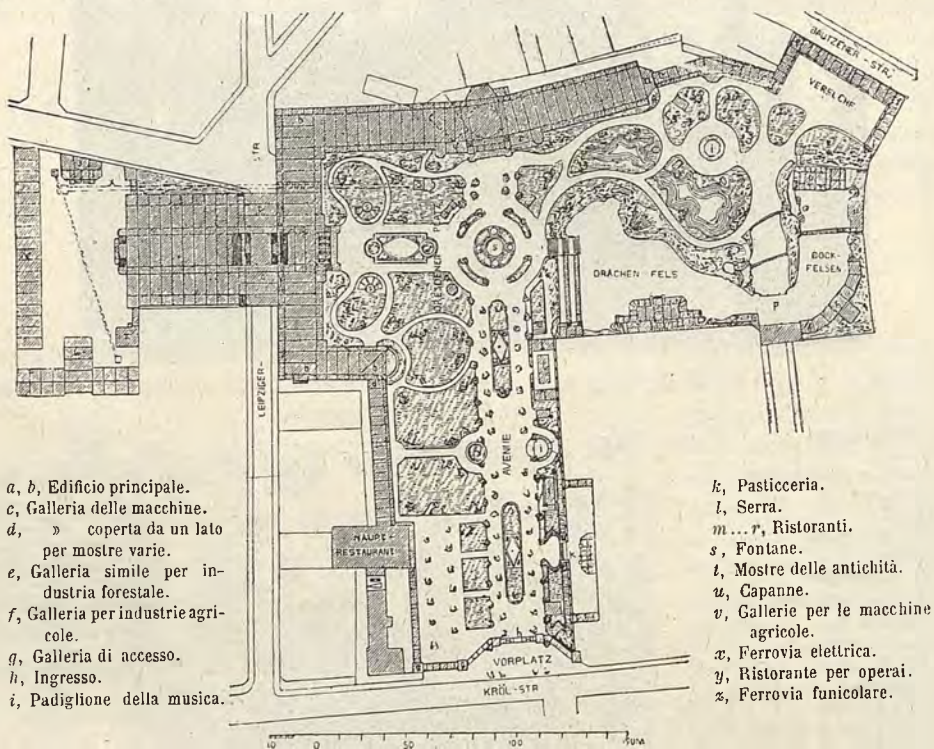 BAUTZENER-STR.
STR
DRACHEN FELS
BOCK-
FELSEN
P
LEIPZIGER-
AVENUE
HAUPT-
RESTAURANT
VORPLATZ
KRÖL-STR
a, b, Edificio principale.
c, Galleria delle macchine.
d, » coperta da un lato
per mostre varie.
e, Galleria simile per in-
dustria forestale.
f, Galleria per industrie agri-
cole.
g, Galleria di accesso.
h, Ingresso.
i, Padiglione della musica.
k, Pasticceria.
l, Serra.
m...r, Ristoranti.
s, Fontane.
t, Mostre delle antichità.
u, Capanne.
v, Gallerie per le macchine
agricole.
x, Ferrovia elettrica.
y, Ristorante per operai.
z, Ferrovia funicolare.
10 0 50 100